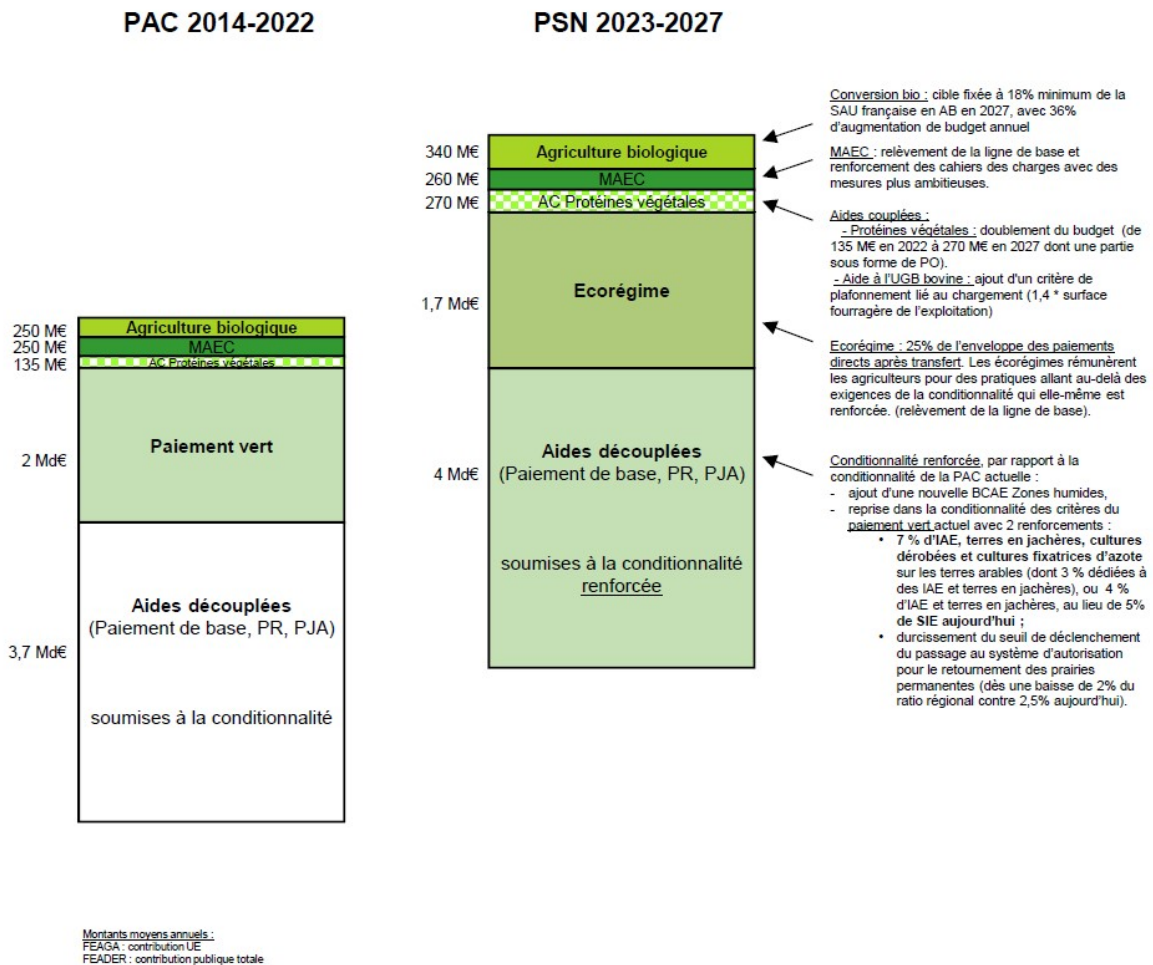 PAC 2014-2022
250 M€
Agriculture biologique
250 M€
MAEC
135 M€
AC Protéines végétales
2 Md€
Paiement vert
3,7 Md€
Aides découplées
(Paiement de base, PR, PJA)
soumises à la conditionnalité
PSN 2023-2027
340 M€
Agriculture biologique
260 M€
MAEC
270 M€
AC Protéines végétales
1,7 Md€
Ecorégime
4 Md€
Aides découplées
(Paiement de base, PR, PJA)
soumises à la conditionnalité
renforcée
Conversion bio : cible fixée à 18% minimum de la
SAU française en AB en 2027, avec 36%
d'augmentation de budget annuel
MAEC : relèvement de la ligne de base et
renforcement des cahiers des charges avec des
mesures plus ambitieuses.
Aides couplées :
- Protéines végétales : doublement du budget (de
135 M€ en 2022 à 270 M€ en 2027 dont une partie
sous forme de PO).
- Aide à l'UGB bovine : ajout d'un critère de
plafonnement lié au chargement (1,4 * surface
fourragère de l'exploitation)
Ecorégime : 25% de l'enveloppe des paiements
directs après transfert. Les écorégimes rémunèrent
les agriculteurs pour des pratiques allant au-delà des
exigences de la conditionnalité qui elle-même est
renforcée. (relèvement de la ligne de base).
Conditionnalité renforcée, par rapport à la
conditionnalité de la PAC actuelle :
- ajout d'une nouvelle BCAE Zones humides,
- reprise dans la conditionnalité des critères du
paiement vert actuel avec 2 renforcements :
• 7 % d'IAE, terres en jachères, cultures
dérobées et cultures fixatrices d'azote
sur les terres arables (dont 3 % dédiées à
des IAE et terres en jachères), ou 4 %
d'IAE et terres en jachères, au lieu de 5%
de SIE aujourd'hui ;
• durcissement du seuil de déclenchement
du passage au système d'autorisation
pour le retournement des prairies
permanentes (dès une baisse de 2% du
ratio régional contre 2,5% aujourd'hui).
Montants moyens annuels :
FEAGA : contribution UE
FEADER : contribution publique totale